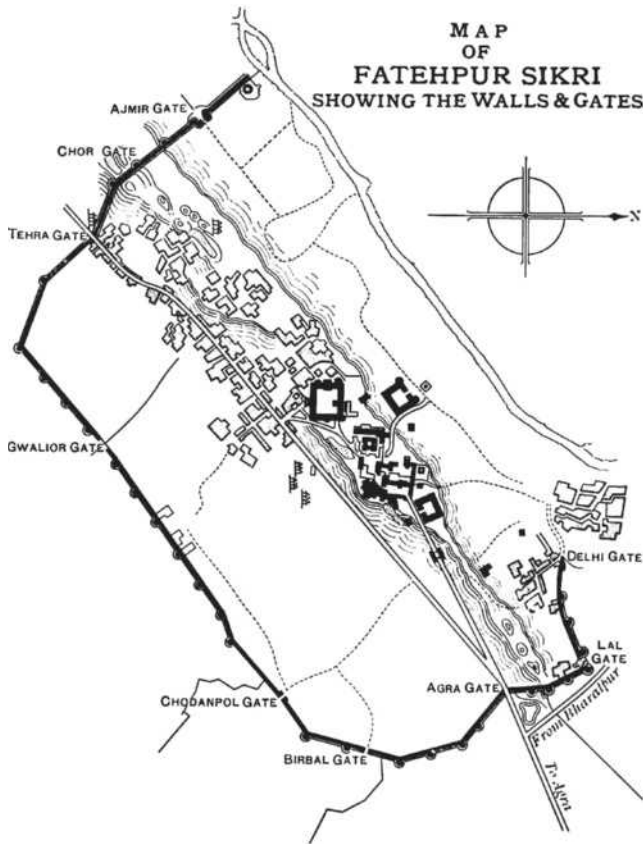 MAP
OF
FATEHPUR SIKRI
SHOWING THE WALLS & GATES
AJMIR GATE
CHOR GATE
N
TEHRA GATE
GWALIOR GATE
DELHI GATE
LAL
GATE
AGRA GATE
CHODANPOL GATE
From Bharatpur
BIRBAL GATE
To Agra